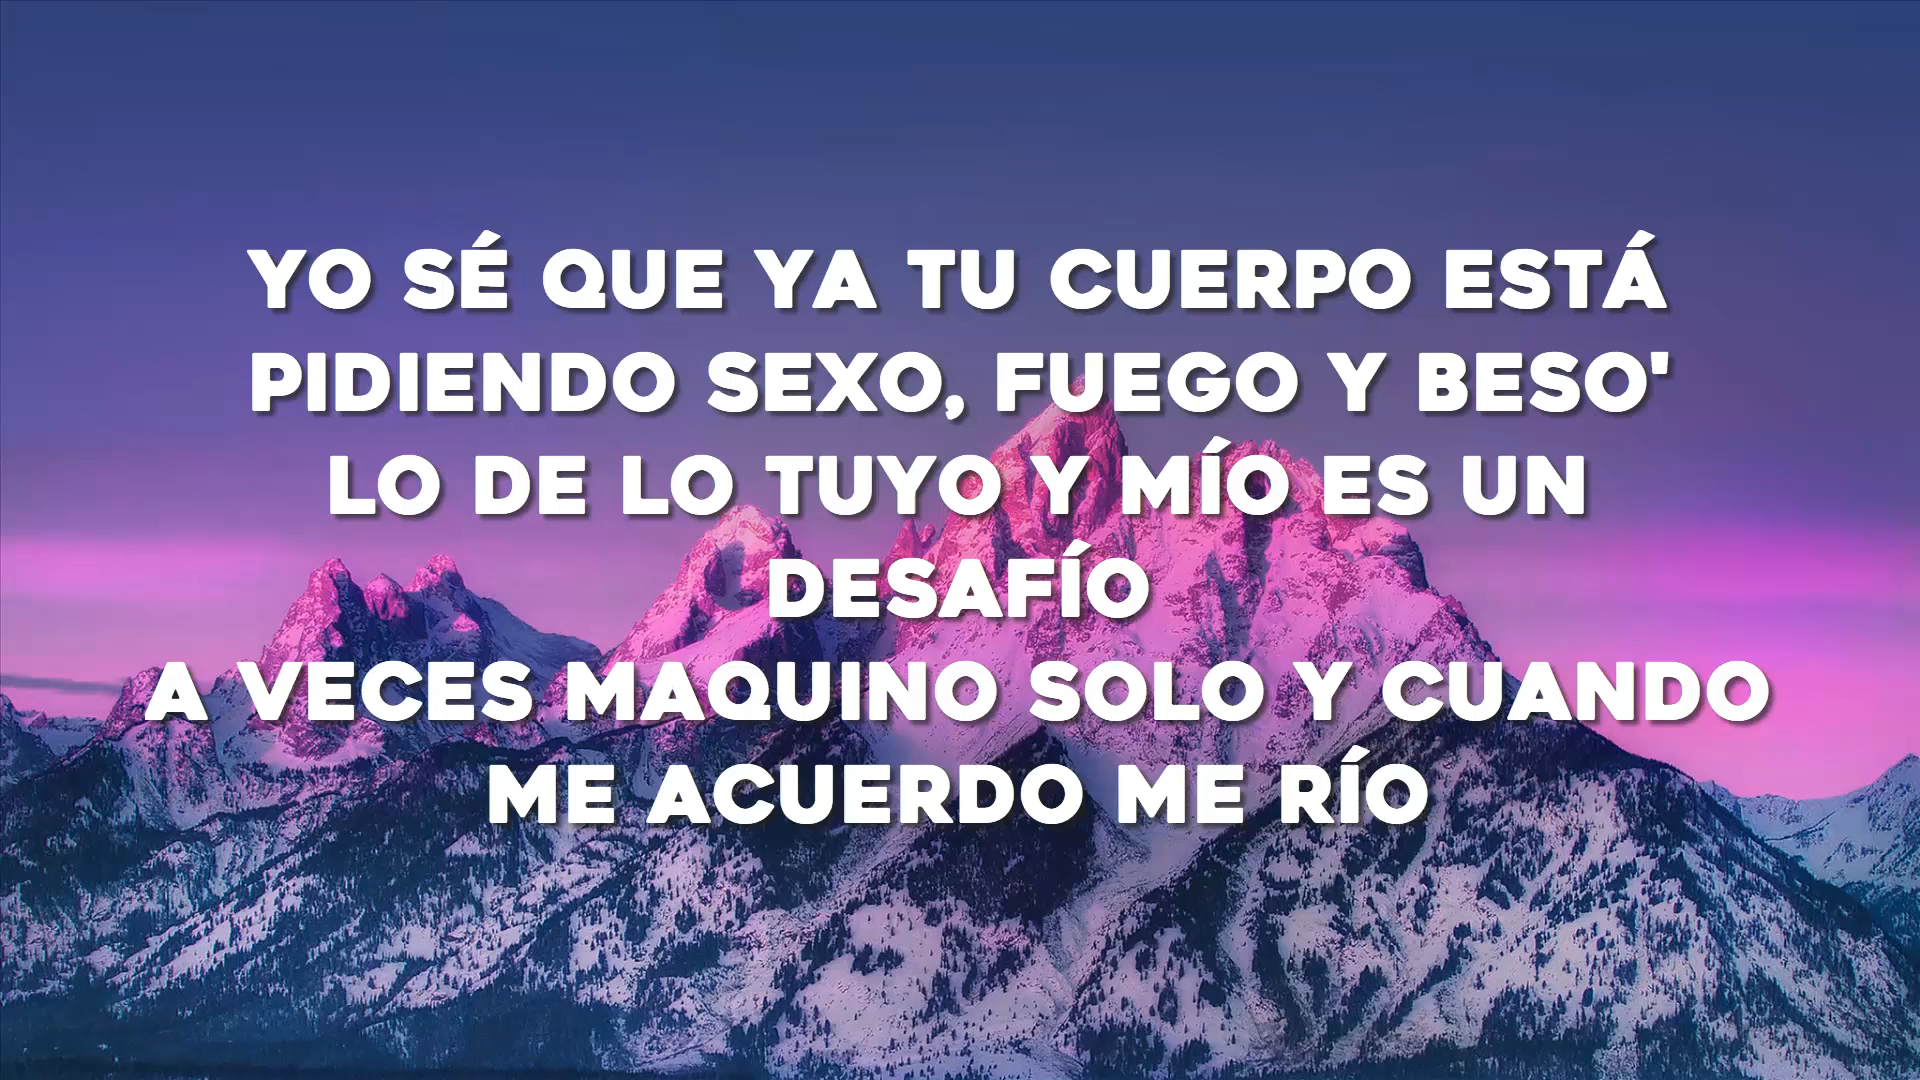 YO SÉ QUE YA TU CUERPO ESTÁ
PIDIENDO SEXO, FUEGO Y BESO'
LO DE LO TUYO Y MÍO ES UN
DESAFÍO
A VECES MAQUINO SOLO Y CUANDO
ME ACUERDO ME RÍO